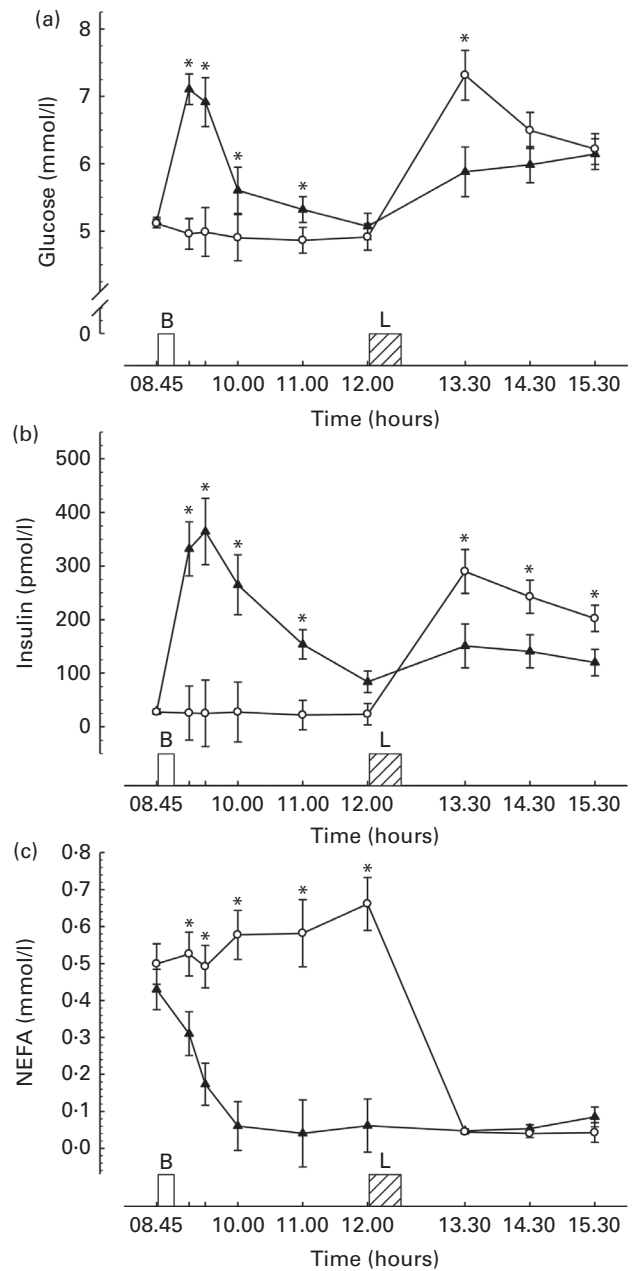 (a)
8
7
6
5
0
Glucose (mmol/l)
* * * * *
B L
08.45 10.00 11.00 12.00 13.30 14.30 15.30
Time (hours)
(b)
500
400
300
200
100
0
Insulin (pmol/l)
* * * * * * *
B L
08.45 10.00 11.00 12.00 13.30 14.30 15.30
Time (hours)
(c)
0·8
0·7
0·6
0·5
0·4
0·3
0·2
0·1
0·0
NEFA (mmol/l)
* * * * *
B L
08.45 10.00 11.00 12.00 13.30 14.30 15.30
Time (hours)